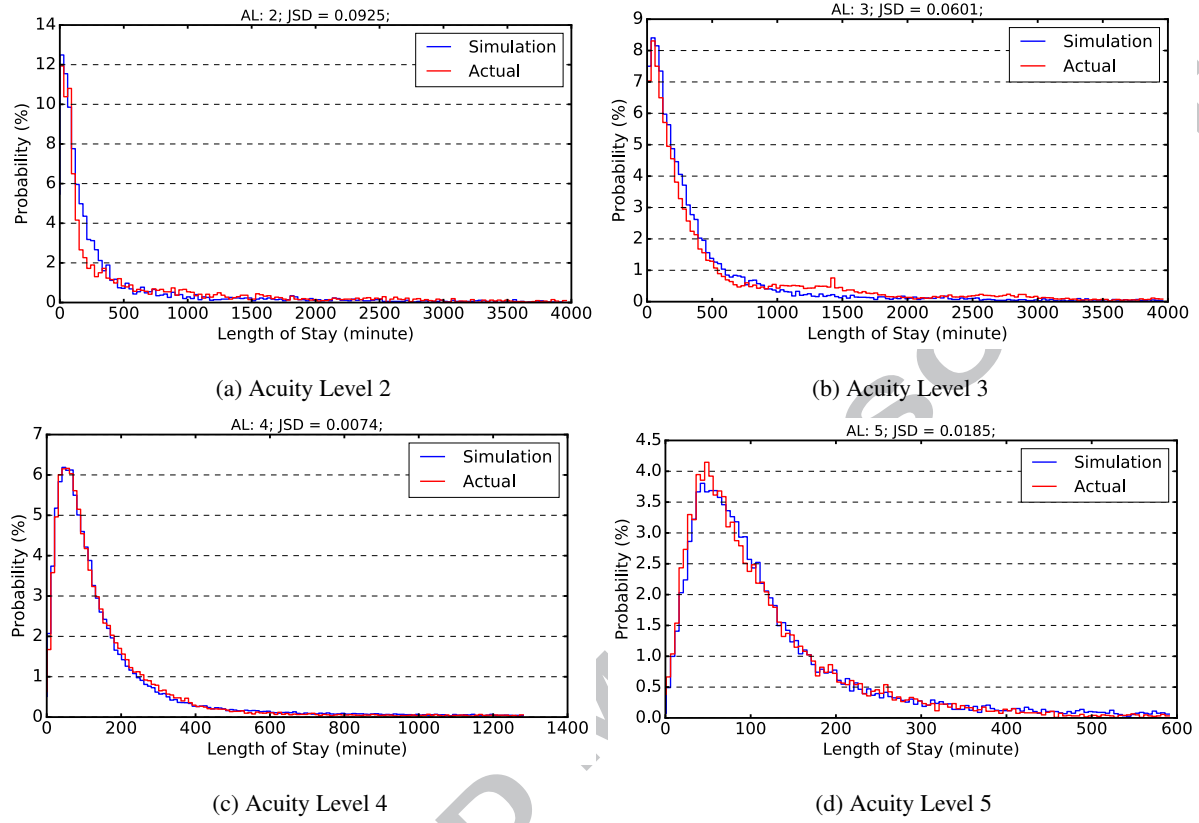 AL: 2; JSD = 0.0925;
14
12
10
8
6
4
2
0
Probability (%)
Simulation
Actual
0 500 1000 1500 2000 2500 3000 3500 4000
Length of Stay (minute)
(a) Acuity Level 2
AL: 3; JSD = 0.0601;
9
8
7
6
5
4
3
2
1
0
Probability (%)
Simulation
Actual
0 500 1000 1500 2000 2500 3000 3500 4000
Length of Stay (minute)
(b) Acuity Level 3
AL: 4; JSD = 0.0074;
7
6
5
4
3
2
1
0
Probability (%)
Simulation
Actual
0 200 400 600 800 1000 1200 1400
Length of Stay (minute)
(c) Acuity Level 4
AL: 5; JSD = 0.0185;
4.5
4.0
3.5
3.0
2.5
2.0
1.5
1.0
0.5
0.0
Probability (%)
Simulation
Actual
0 100 200 300 400 500 600
Length of Stay (minute)
(d) Acuity Level 5